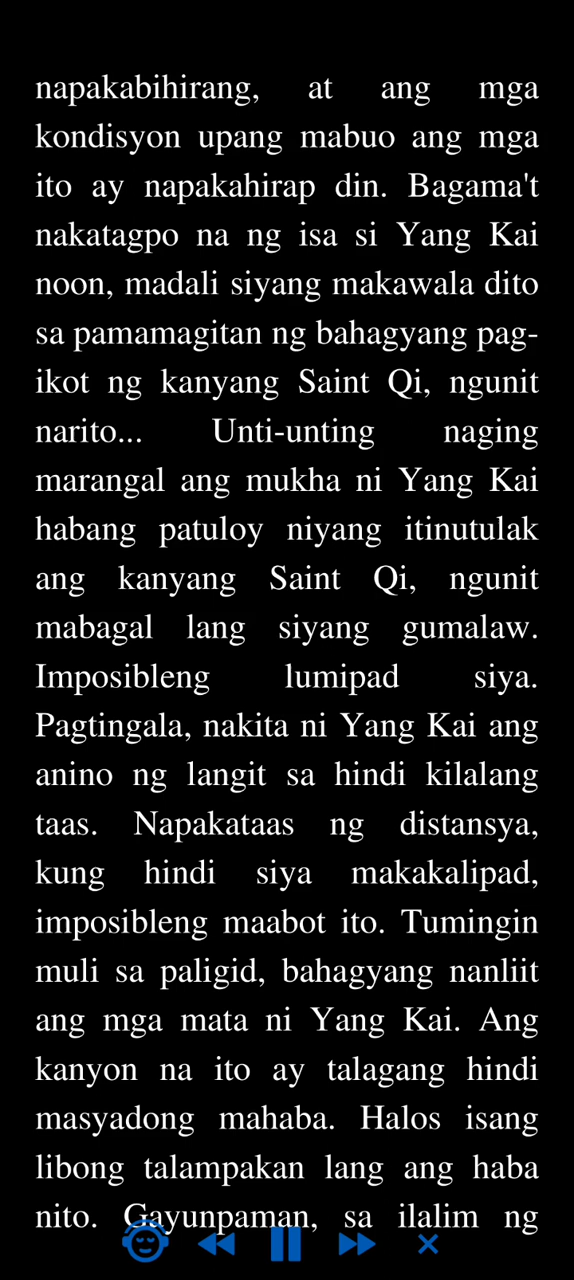 napakabihirang, at ang mga
kondisyon upang mabuo ang mga
ito ay napakahirap din. Bagama't
nakatagpo na ng isa si Yang Kai
noon, madali siyang makawala dito
sa pamamagitan ng bahagyang pag-
ikot ng kanyang Saint Qi, ngunit
narito... Unti-unting naging
marangal ang mukha ni Yang Kai
habang patuloy niyang itinutulak
ang kanyang Saint Qi, ngunit
mabagal lang siyang gumalaw.
Imposibleng lumipad siya.
Pagtingala, nakita ni Yang Kai ang
anino ng langit sa hindi kilalang
taas. Napakataas ng distansya,
kung hindi siya makakalipad,
imposibleng maabot ito. Tumingin
muli sa paligid, bahagyang nanliit
ang mga mata ni Yang Kai. Ang
kanyon na ito ay talagang hindi
masyadong mahaba. Halos isang
libong talampakan lang ang haba
nito. Gayunpaman, sa ilalim ng